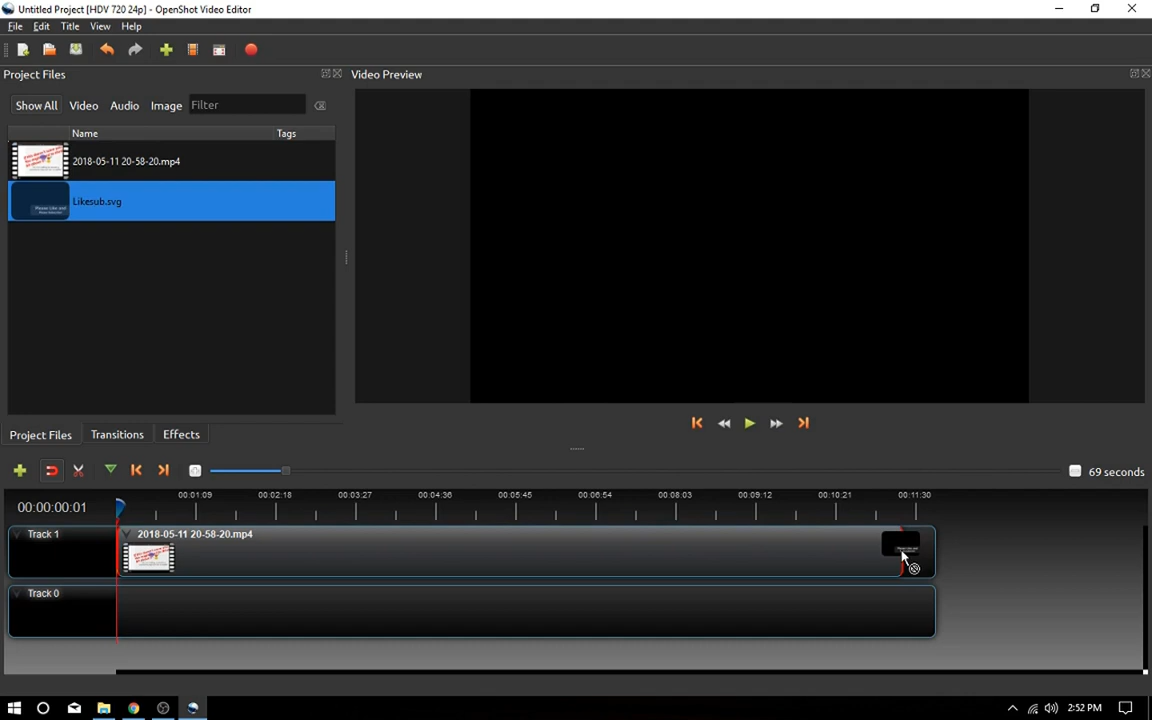 Untitled Project [HDV 720 24p] - OpenShot Video Editor
File Edit Title View Help
Project Files
Video Preview
Show All Video Audio Image Filter
Name Tags
2018-05-11 20-58-20.mp4
Likesub.svg
Project Files Transitions Effects
69 seconds
00:00:00:01
00:01:09 00:02:18 00:03:27 00:04:36 00:05:45 00:06:54 00:08:03 00:09:12 00:10:21 00:11:30
Track 1
2018-05-11 20-58-20.mp4
Track 0
2:52 PM